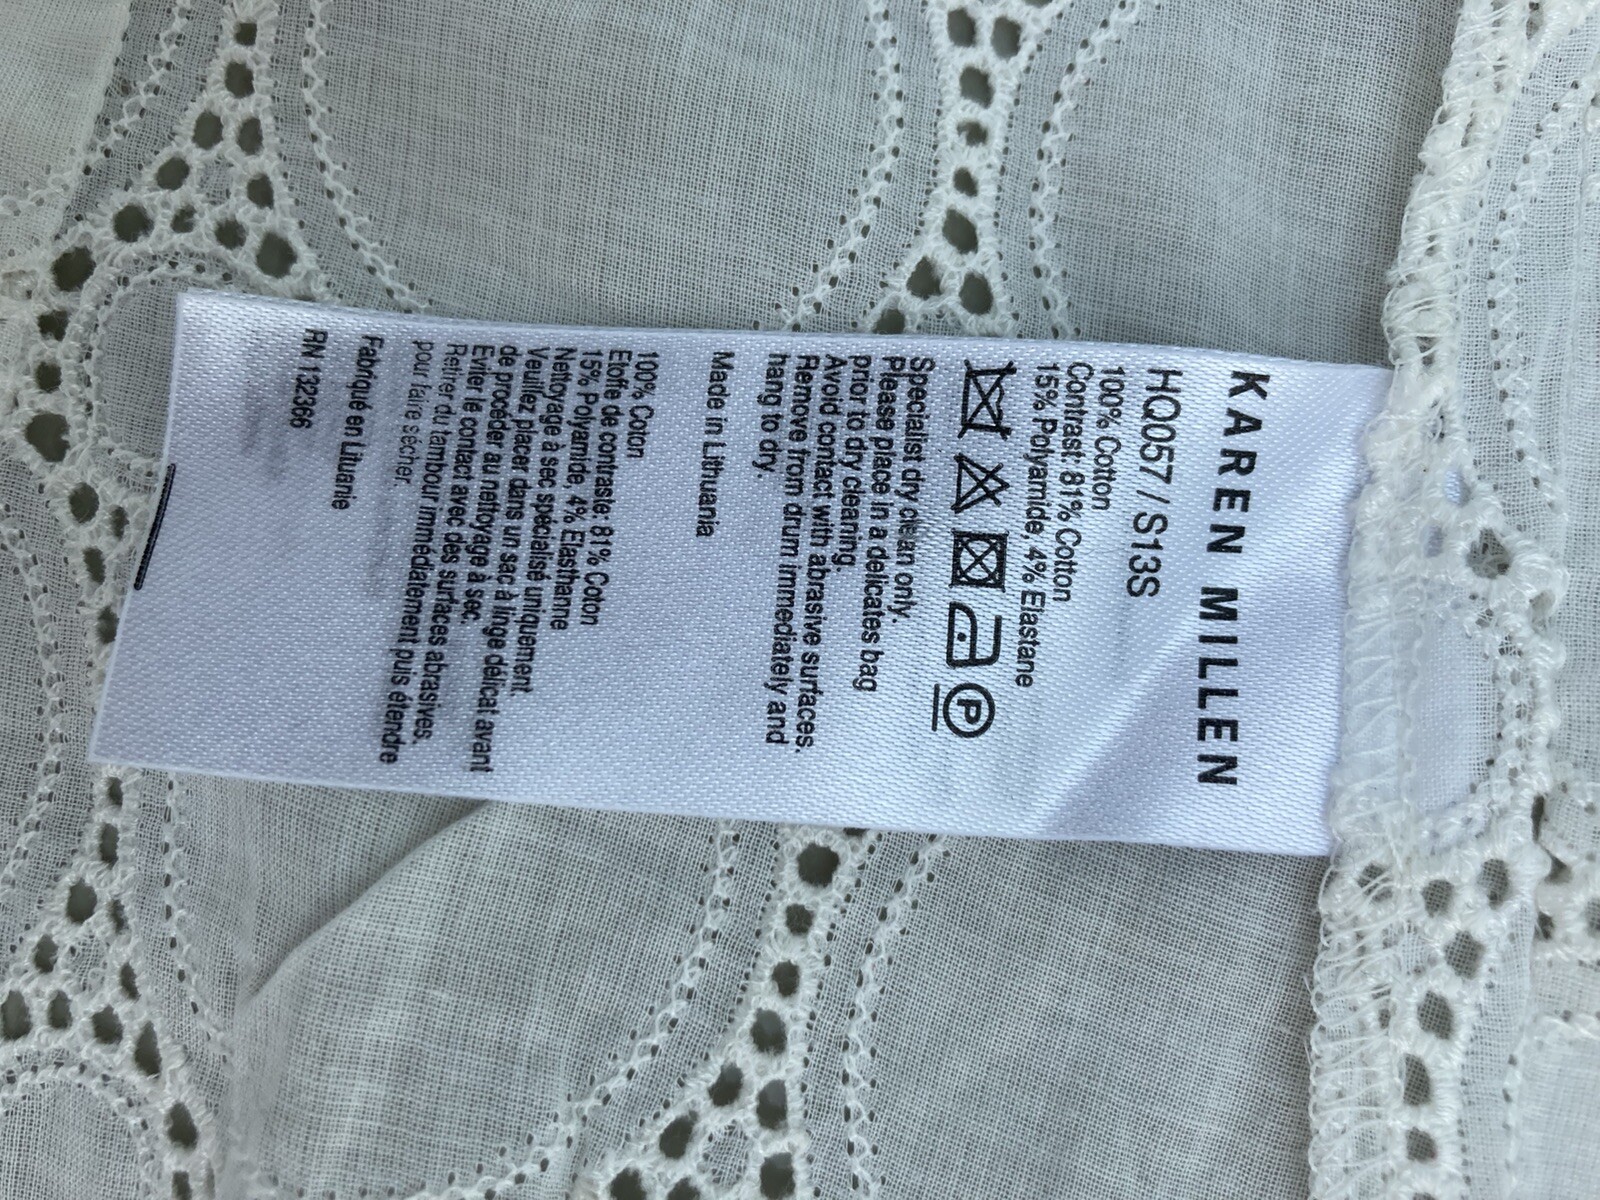 KAREN MILLEN
HQ057 / S13S
100% Cotton
Contrast: 81% Cotton
15% Polyamide, 4% Elastane
P
Specialist dry clean only.
Please place in a delicates bag
prior to dry cleaning.
Avoid contact with abrasive surfaces.
Remove from drum immediately and
hang to dry.
Made in Lithuania
100% Coton
Etoffe de contraste: 81% Coton
15% Polyamide, 4% Elasthanne
Nettoyage à sec spécialisé uniquement.
Veuillez placer dans un sac à linge délicat avant
de procéder au nettoyage à sec.
Eviter le contact avec des surfaces abrasives.
Retirer du tambour immédiatement puis étendre
pour faire sécher.
Fabriqué en Lituanie
RN 132366